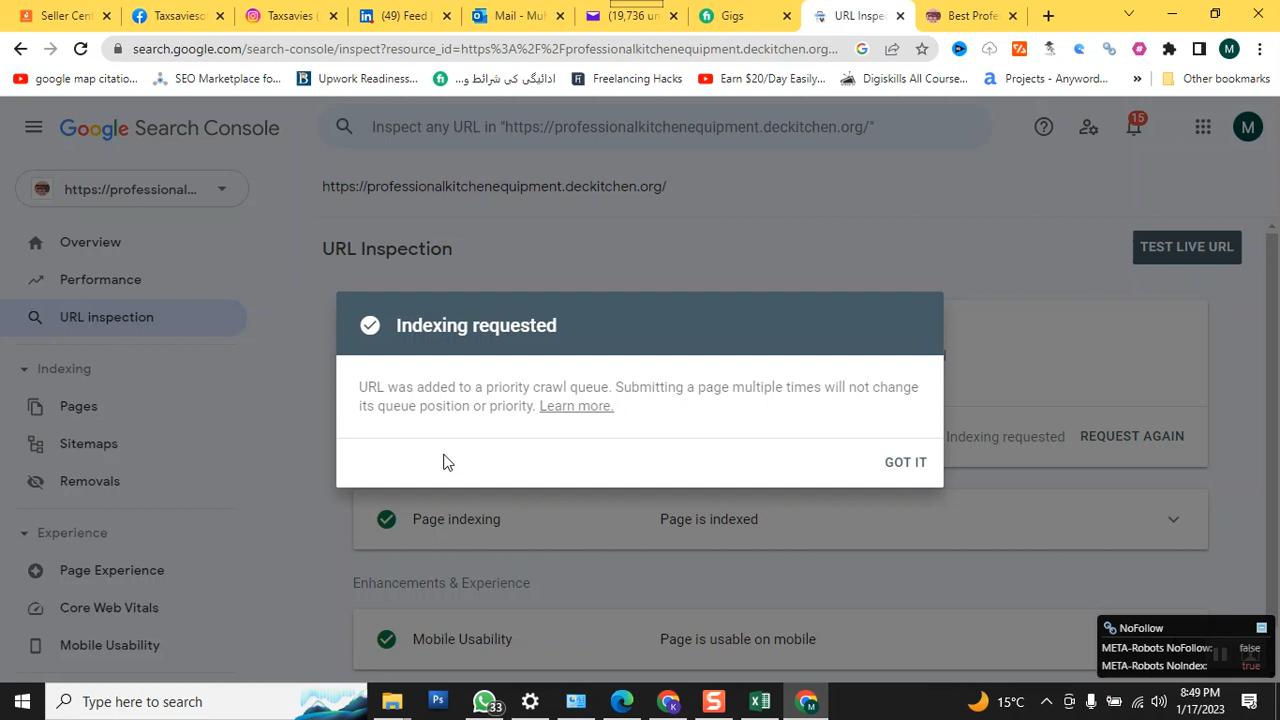 Seller Cent
Taxsavieso
Taxsavies (
(49) Feed |
Mail - Muh
(19,736 un
Gigs
URL Inspec
Best Profes
search.google.com/search-console/inspect?resource_id=https%3A%2F%2Fprofessionalkitchenequipment.deckitchen.org...
google map citatio...
SEO Marketplace fo...
Upwork Readiness...
ادائیگی کی شرائط و...
Freelancing Hacks
Earn $20/Day Easily...
Digiskills All Course...
Projects - Anyword...
»
Other bookmarks
Google Search Console
Inspect any URL in "https://professionalkitchenequipment.deckitchen.org/"
15
M
https://professional...
https://professionalkitchenequipment.deckitchen.org/
Overview
URL Inspection
TEST LIVE URL
Performance
URL inspection
Indexing requested
Indexing
URL was added to a priority crawl queue. Submitting a page multiple times will not change
its queue position or priority. Learn more.
Pages
Indexing requested
REQUEST AGAIN
Sitemaps
GOT IT
Removals
Page indexing
Page is indexed
Experience
Page Experience
Enhancements & Experience
Core Web Vitals
Mobile Usability
Mobile Usability
Page is usable on mobile
NoFollow
META-Robots NoFollow: false
META-Robots NoIndex: true
Type here to search
Ps
33
15°C
8:49 PM
1/17/2023